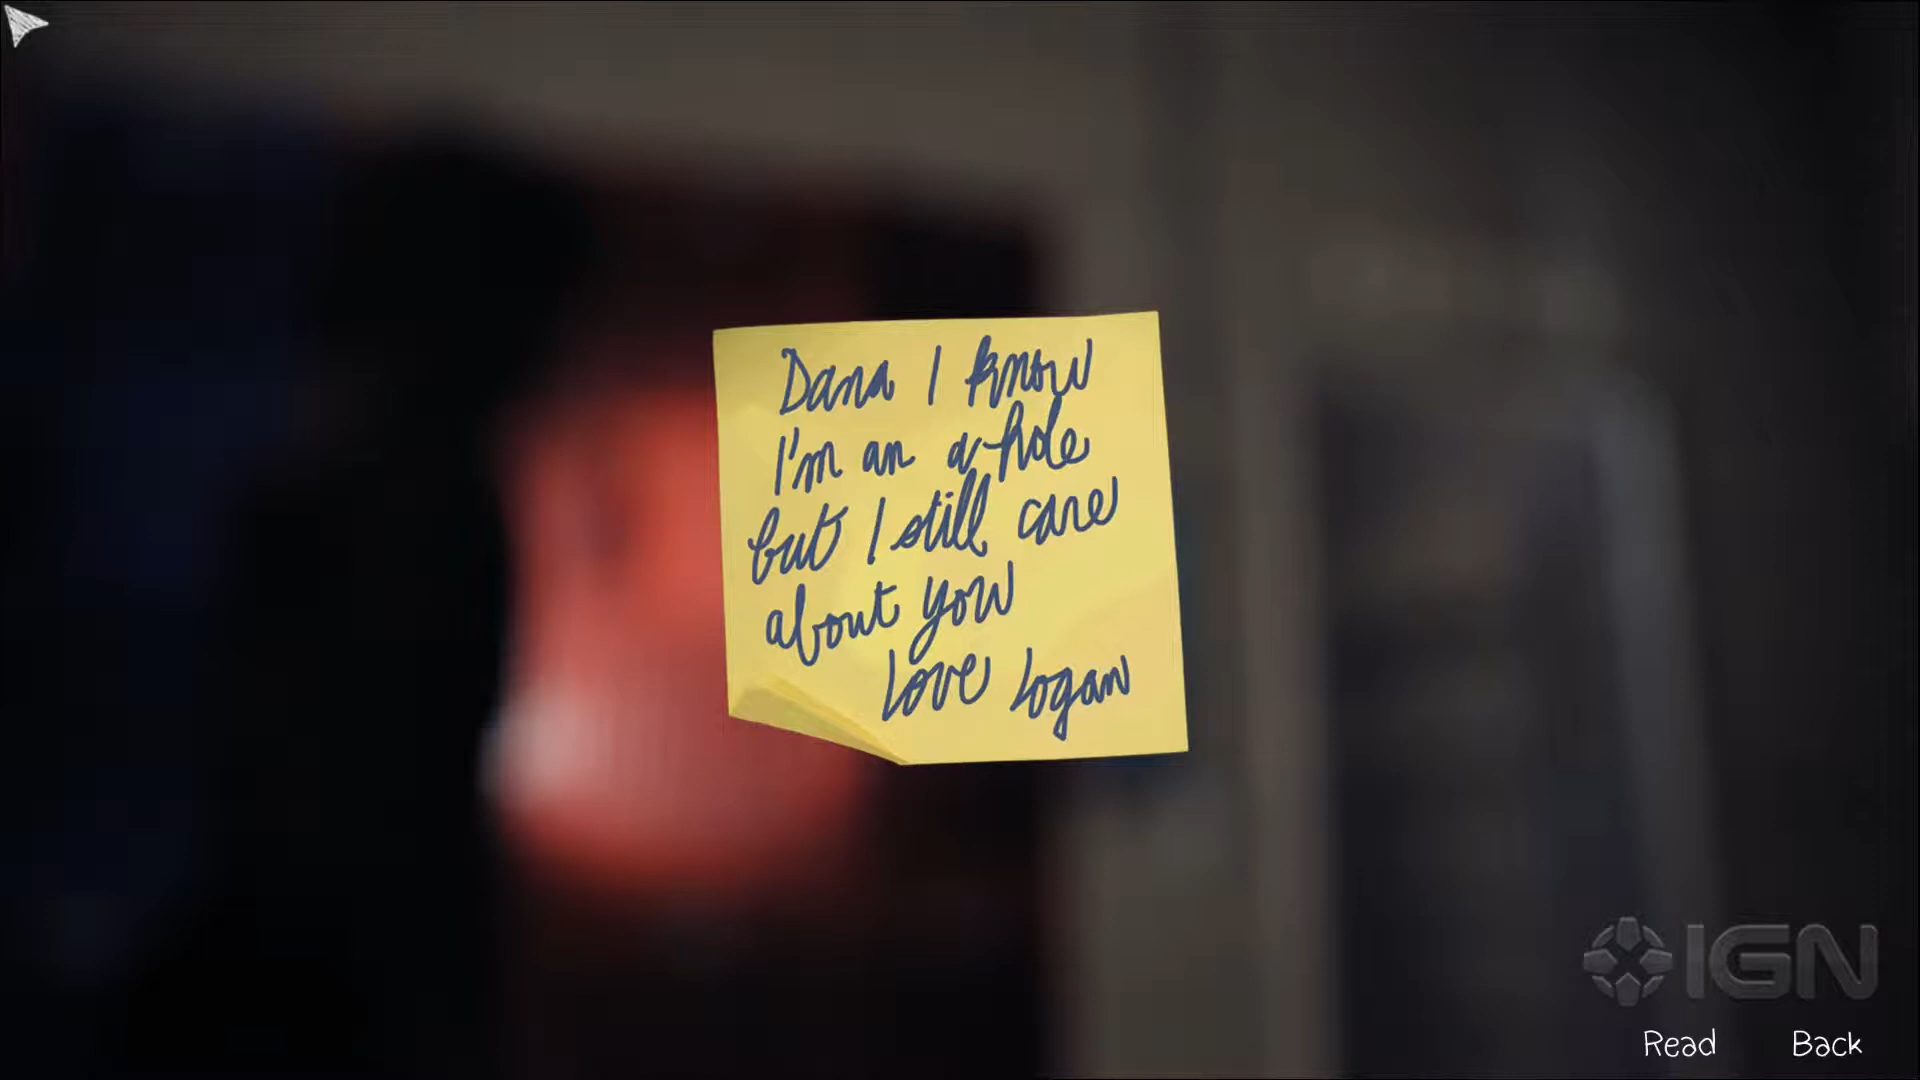 Dana I know
I'm an a-hole
but I still care
about you
Love Logan
IGN
Read Back